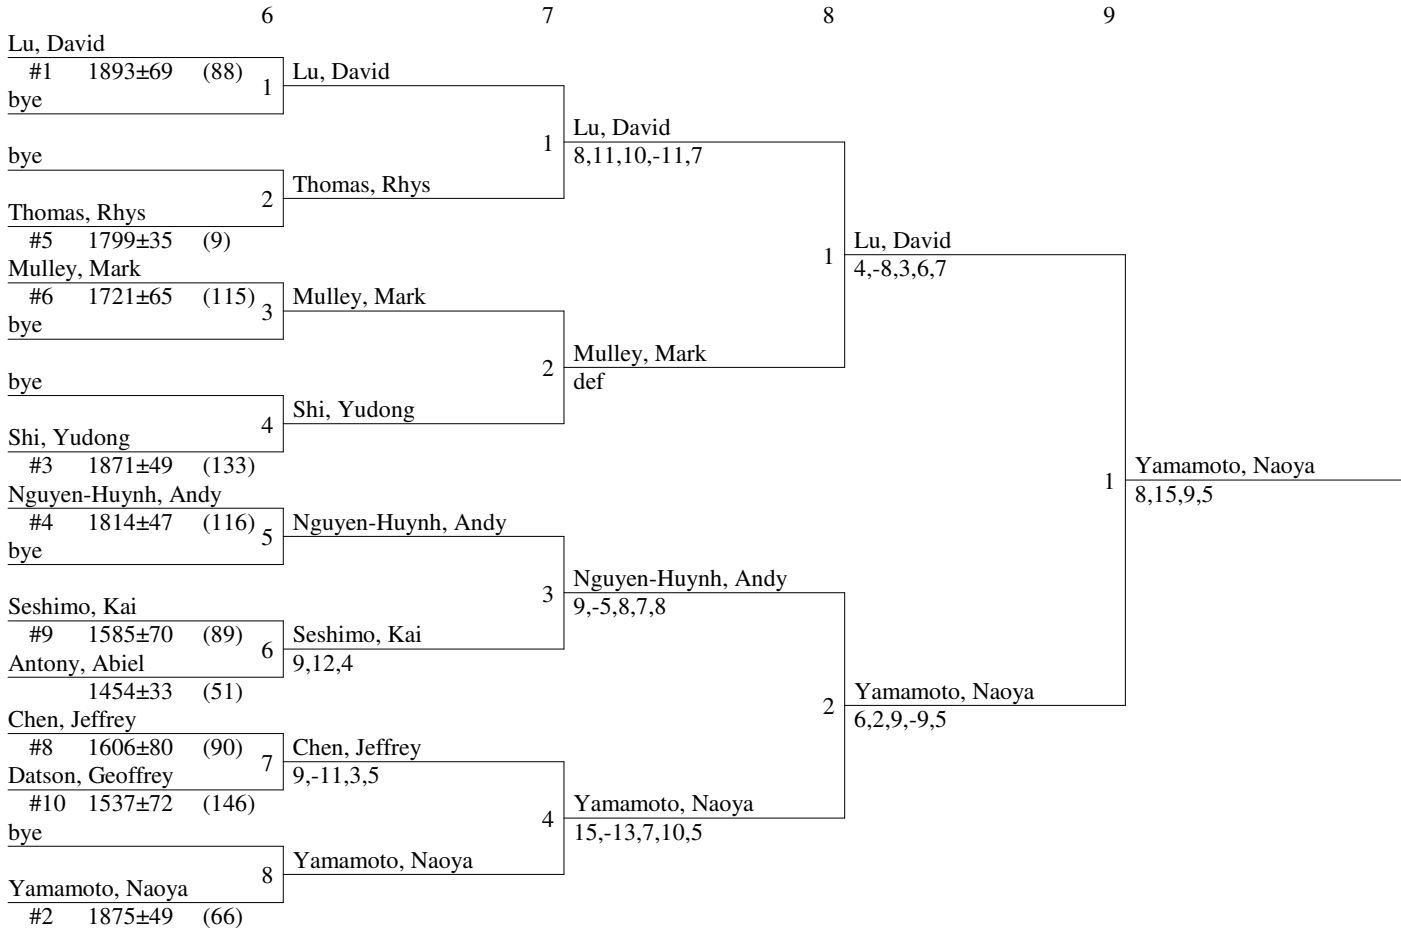 6 7 8 9
Lu, David
#1 1893±69 (88)
bye
1
bye
2
Thomas, Rhys
#5 1799±35 (9)
Mulley, Mark
#6 1721±65 (115)
3
bye
bye
4
Shi, Yudong
#3 1871±49 (133)
Nguyen-Huynh, Andy
#4 1814±47 (116)
5
bye
Seshimo, Kai
#9 1585±70 (89)
6
Antony, Abiel
1454±33 (51)
Chen, Jeffrey
#8 1606±80 (90)
7
Datson, Geoffrey
#10 1537±72 (146)
bye
8
Yamamoto, Naoya
#2 1875±49 (66)
Lu, David
1
Thomas, Rhys
Mulley, Mark
2
Shi, Yudong
Nguyen-Huynh, Andy
3
Seshimo, Kai
9,12,4
Chen, Jeffrey
9,-11,3,5
4
Yamamoto, Naoya
Lu, David
8,11,10,-11,7
1
Mulley, Mark
def
Nguyen-Huynh, Andy
9,-5,8,7,8
2
Yamamoto, Naoya
15,-13,7,10,5
Lu, David
4,-8,3,6,7
1
Yamamoto, Naoya
6,2,9,-9,5
Yamamoto, Naoya
8,15,9,5